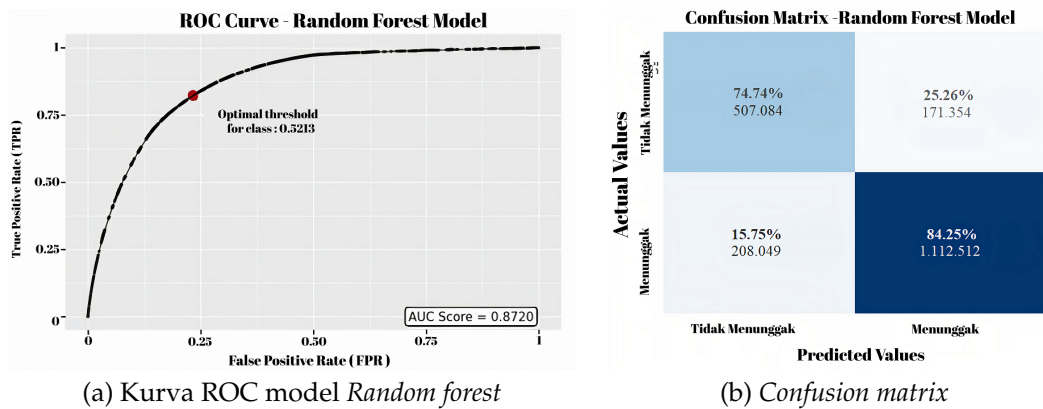 ROC Curve - Random Forest Model
True Positive Rate ( TPR )
1
0.75
0.50
0.25
0
Optimal threshold
for class : 0.5213
AUC Score = 0.8720
0
0.25
0.50
0.75
1
False Positive Rate ( FPR )
(a) Kurva ROC model Random forest
Confusion Matrix -Random Forest Model
Actual Values
Tidak Menunggak
74.74%
507.084
25.26%
171.354
Menunggak
15.75%
208.049
84.25%
1.112.512
Tidak Menunggak
Menunggak
Predicted Values
(b) Confusion matrix